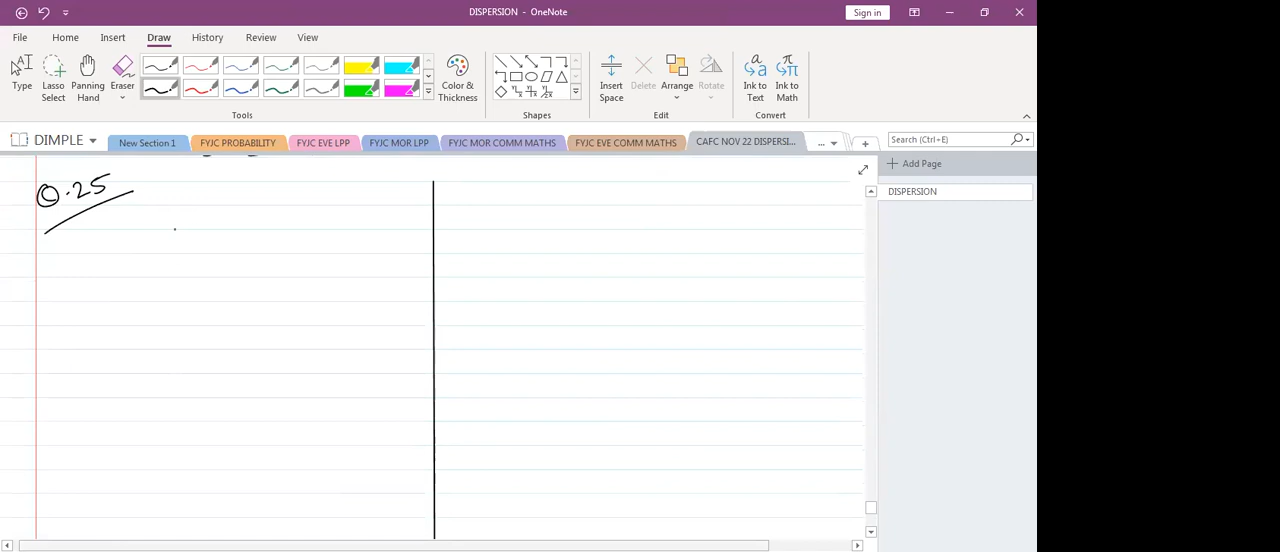 DISPERSION - OneNote
Sign in
File Home Insert Draw History Review View
Type Lasso Select Panning Hand Eraser Color & Thickness Insert Space Delete Arrange Rotate Ink to Text Ink to Math
Tools Shapes Edit Convert
DIMPLE New Section 1 FYJC PROBABILITY FYJC EVE LPP FYJC MOR LPP FYJC MOR COMM MATHS FYJC EVE COMM MATHS CAFC NOV 22 DISPERSI... ... Search (Ctrl+E)
Add Page
DISPERSION
Q.25